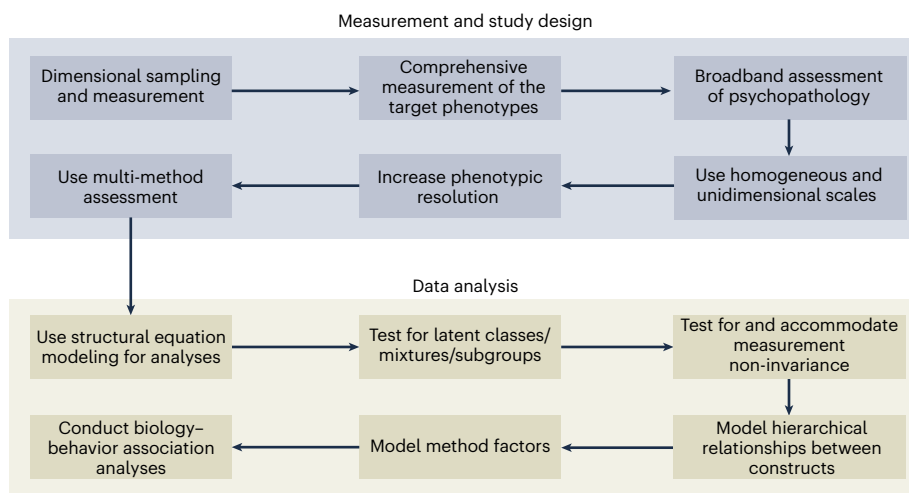 Measurement and study design
Dimensional sampling
and measurement
Comprehensive
measurement of the
target phenotypes
Broadband assessment
of psychopathology
Use homogeneous and
unidimensional scales
Increase phenotypic
resolution
Use multi-method
assessment
Data analysis
Use structural equation
modeling for analyses
Test for latent classes/
mixtures/subgroups
Test for and accommodate
measurement
non-invariance
Model hierarchical
relationships between
constructs
Model method factors
Conduct biology–
behavior association
analyses